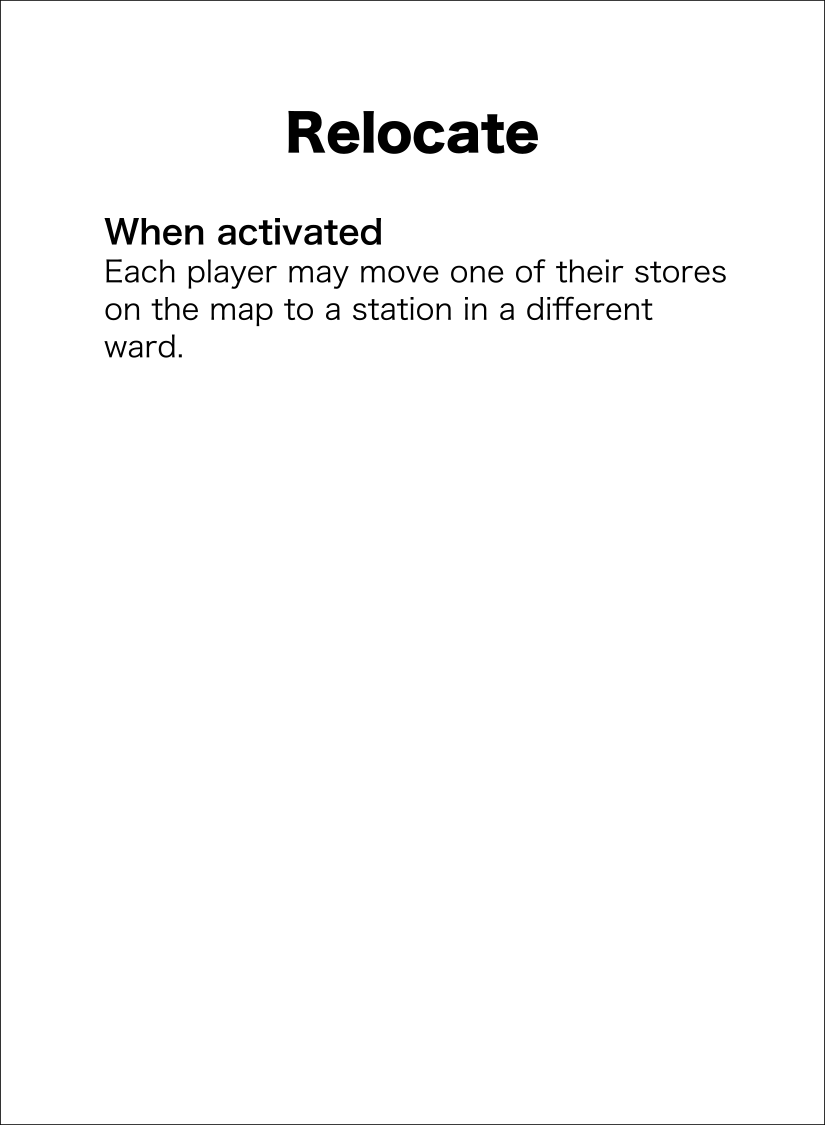 Relocate
When activated
Each player may move one of their stores
on the map to a station in a different
ward.